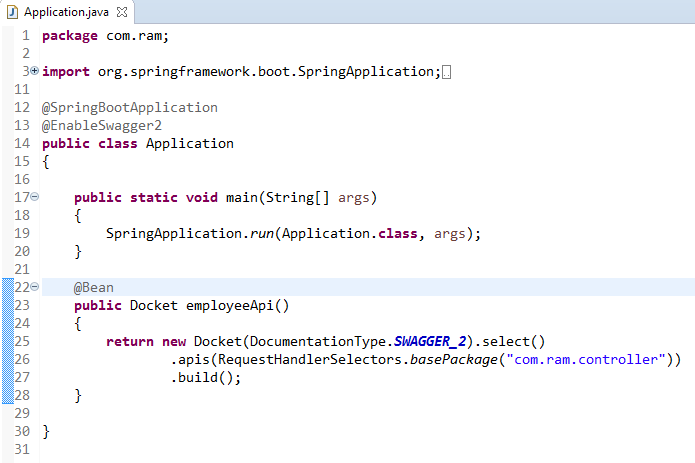 Application.java
1 package com.ram;
2
3 import org.springframework.boot.SpringApplication;
11
12 @SpringBootApplication
13 @EnableSwagger2
14 public class Application
15 {
16
17     public static void main(String[] args)
18     {
19         SpringApplication.run(Application.class, args);
20     }
21
22     @Bean
23     public Docket employeeApi()
24     {
25         return new Docket(DocumentationType.SWAGGER_2).select()
26                 .apis(RequestHandlerSelectors.basePackage("com.ram.controller"))
27                 .build();
28     }
29
30 }
31